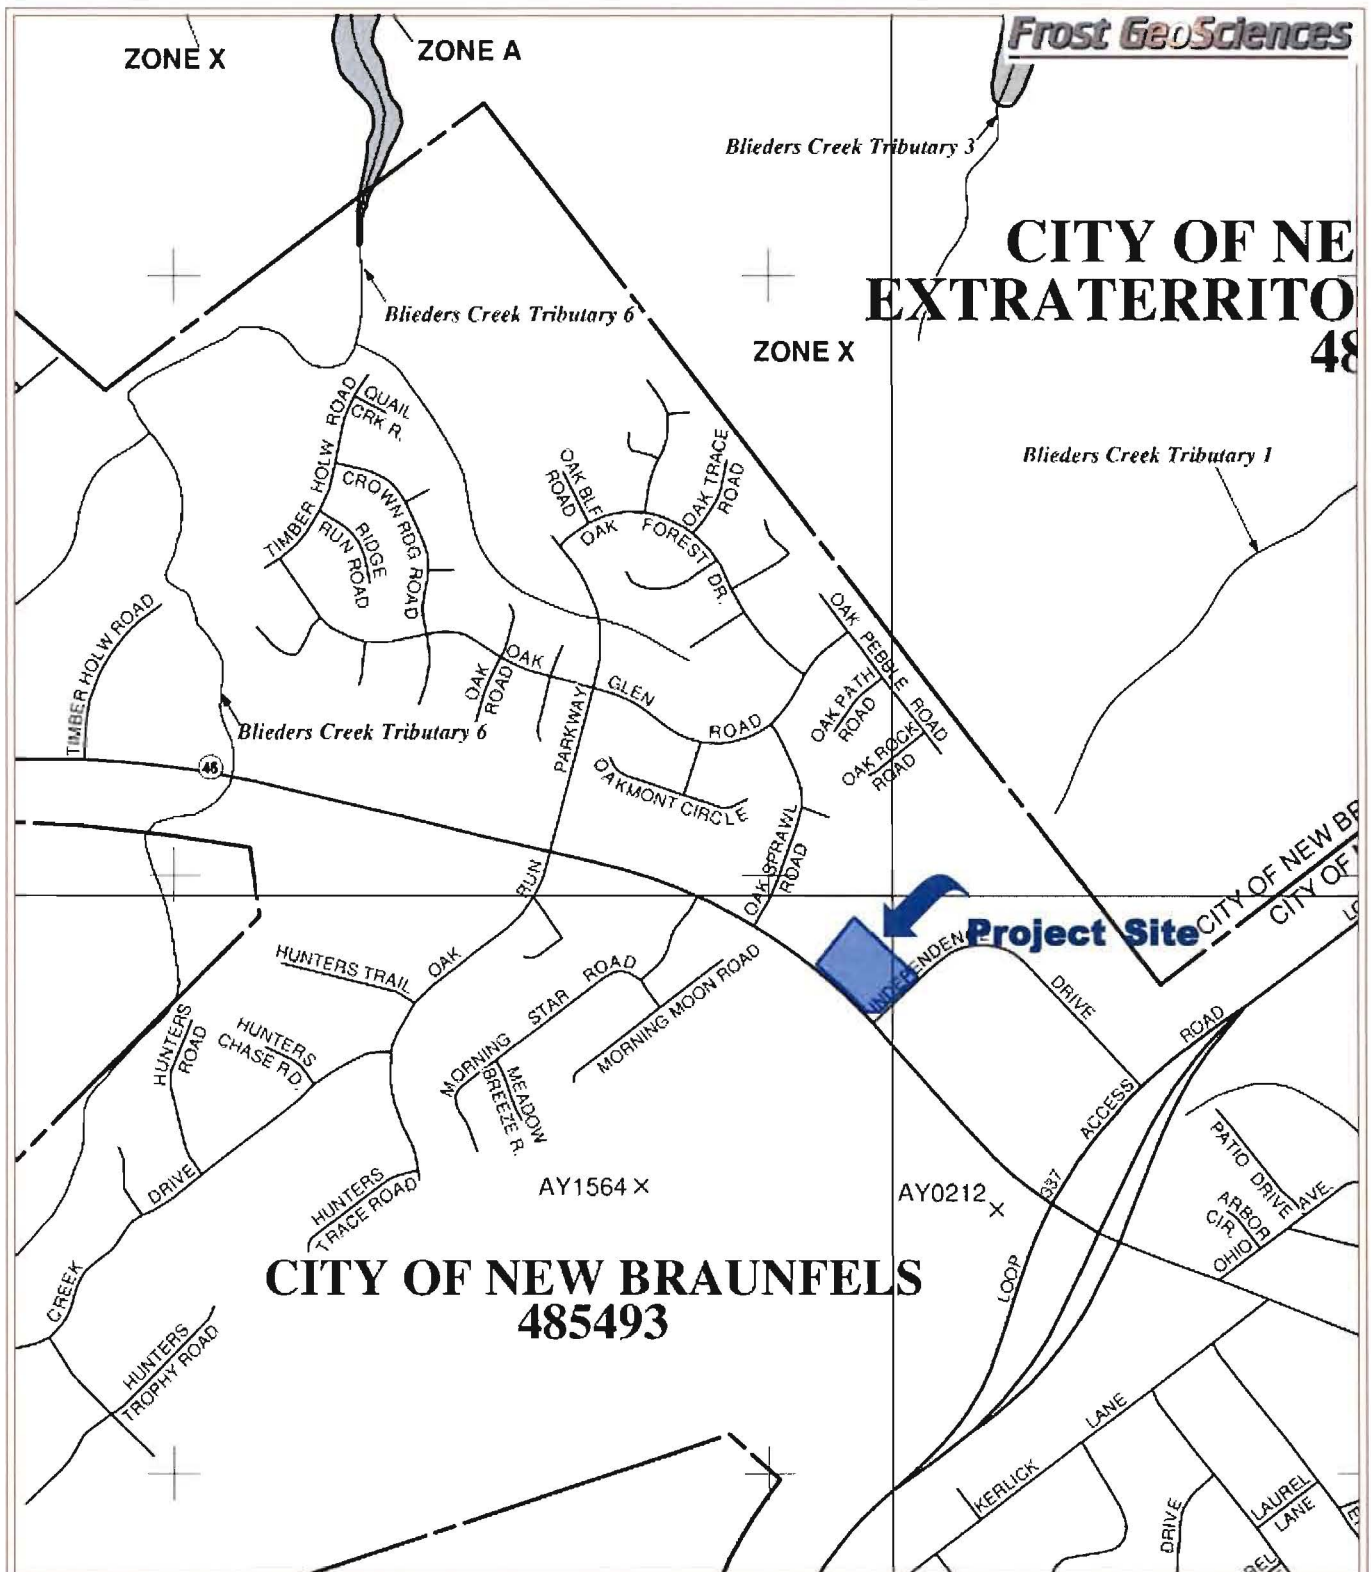 Frost GeoSciences
ZONE X
ZONE A
Blieders Creek Tributary 3
CITY OF NE
EXTRATERRITO
48
Blieders Creek Tributary 6
ZONE X
Blieders Creek Tributary 1
QUAIL
CRK R.
TIMBER HOLW ROAD
CROWN RDG ROAD
RIDGE
RUN ROAD
OAK BLF
ROAD
OAK TRACE
ROAD
OAK FOREST DR.
TIMBER HOLW ROAD
OAK PEBBLE ROAD
OAK PATH
ROAD
OAK ROCK
ROAD
OAK
ROAD
OAK GLEN ROAD
Blieders Creek Tributary 6
46
OAKMONT CIRCLE
OAK SPRAWL
ROAD
OAK RUN PARKWAY
CITY OF NEW BR
CITY OF
LO
Project Site
INDEPENDENCE DRIVE
HUNTERS TRAIL
MORNING STAR ROAD
MORNING MOON ROAD
HUNTERS
ROAD
HUNTERS
CHASE RD.
MEADOW
BREEZE R.
ACCESS ROAD
HUNTERS
TRACE ROAD
AY1564
AY0212
LOOP 337
PATIO DRIVE
ARBOR
CIR.
OHIO AVE.
CREEK DRIVE
CITY OF NEW BRAUNFELS
485493
HUNTERS
TROPHY ROAD
KERLICK LANE
DRIVE
LAUREL
LANE
REL